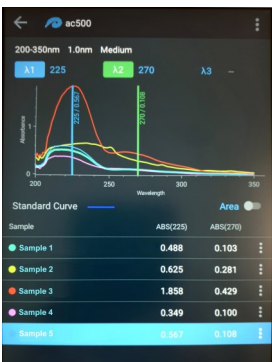 ac500
200-350nm 1.0nm Medium
λ1 225 λ2 270 λ3 --
Absorbance
1
0
225 / 0.567
270 / 0.108
200 250 300 350
Wavelength
Standard Curve Area
Sample ABS(225) ABS(270)
Sample 1 0.488 0.103
Sample 2 0.625 0.281
Sample 3 1.858 0.429
Sample 4 0.349 0.100
Sample 5 0.567 0.108